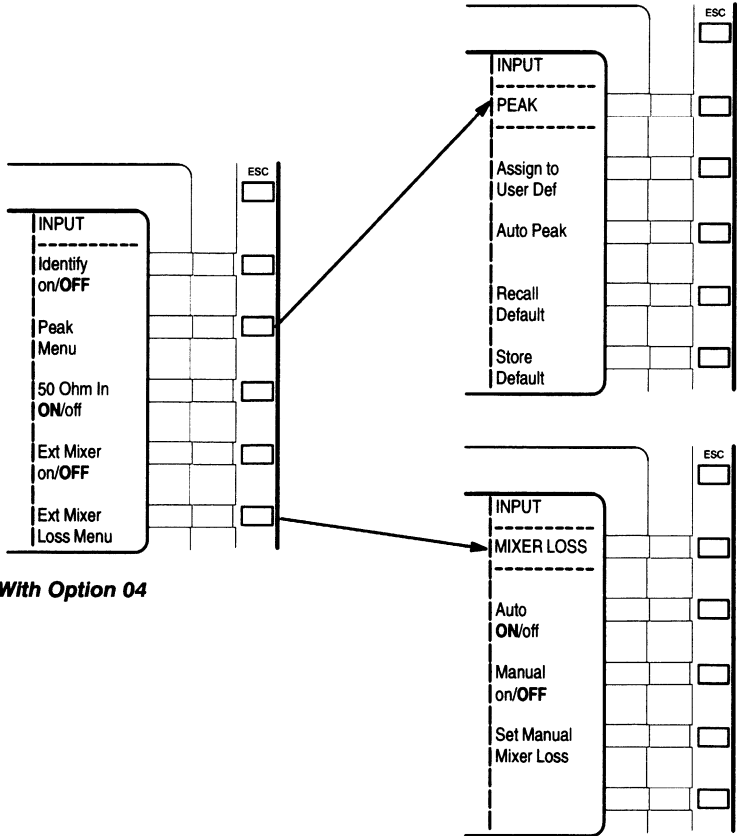 ESC
INPUT
Identify
on/OFF
Peak
Menu
50 Ohm In
ON/off
Ext Mixer
on/OFF
Ext Mixer
Loss Menu
With Option 04
ESC
INPUT
PEAK
Assign to
User Def
Auto Peak
Recall
Default
Store
Default
ESC
INPUT
MIXER LOSS
Auto
ON/off
Manual
on/OFF
Set Manual
Mixer Loss